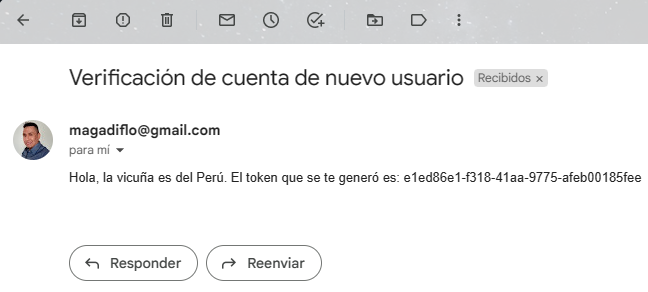 Verificación de cuenta de nuevo usuario Recibidos ×
magadiflo@gmail.com
para mí
Hola, la vicuña es del Perú. El token que se te generó es: e1ed86e1-f318-41aa-9775-afeb00185fee
Responder Reenviar